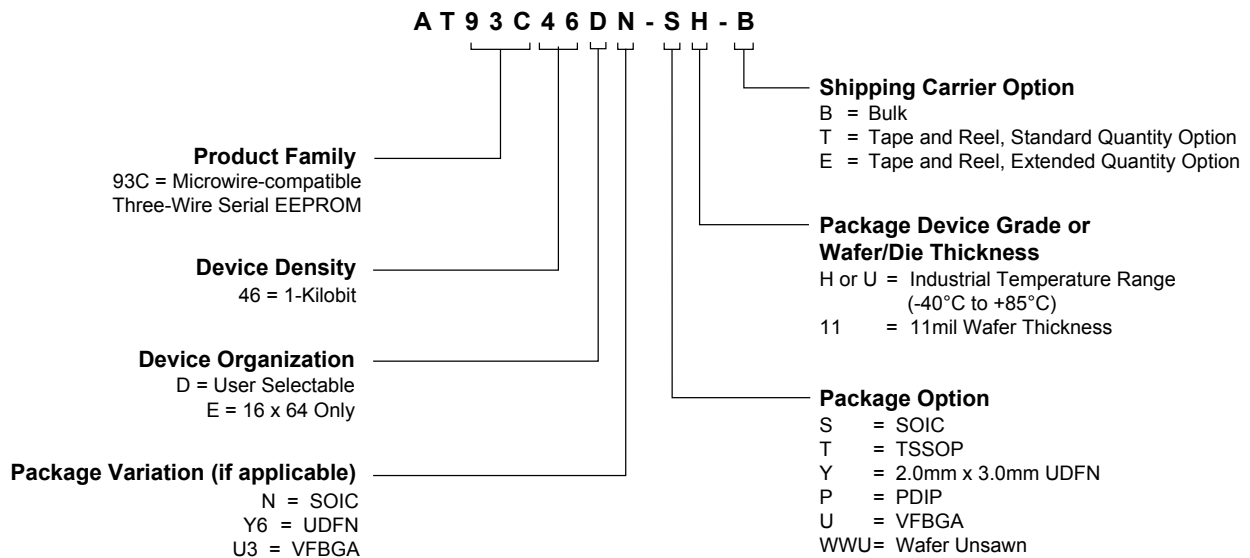 AT93C46DN-SH-B
Product Family
93C = Microwire-compatible
Three-Wire Serial EEPROM
Device Density
46 = 1-Kilobit
Device Organization
D = User Selectable
E = 16 x 64 Only
Package Variation (if applicable)
N = SOIC
Y6 = UDFN
U3 = VFBGA
Shipping Carrier Option
B = Bulk
T = Tape and Reel, Standard Quantity Option
E = Tape and Reel, Extended Quantity Option
Package Device Grade or
Wafer/Die Thickness
H or U = Industrial Temperature Range
(-40°C to +85°C)
11 = 11mil Wafer Thickness
Package Option
S = SOIC
T = TSSOP
Y = 2.0mm x 3.0mm UDFN
P = PDIP
U = VFBGA
WWU= Wafer Unsawn